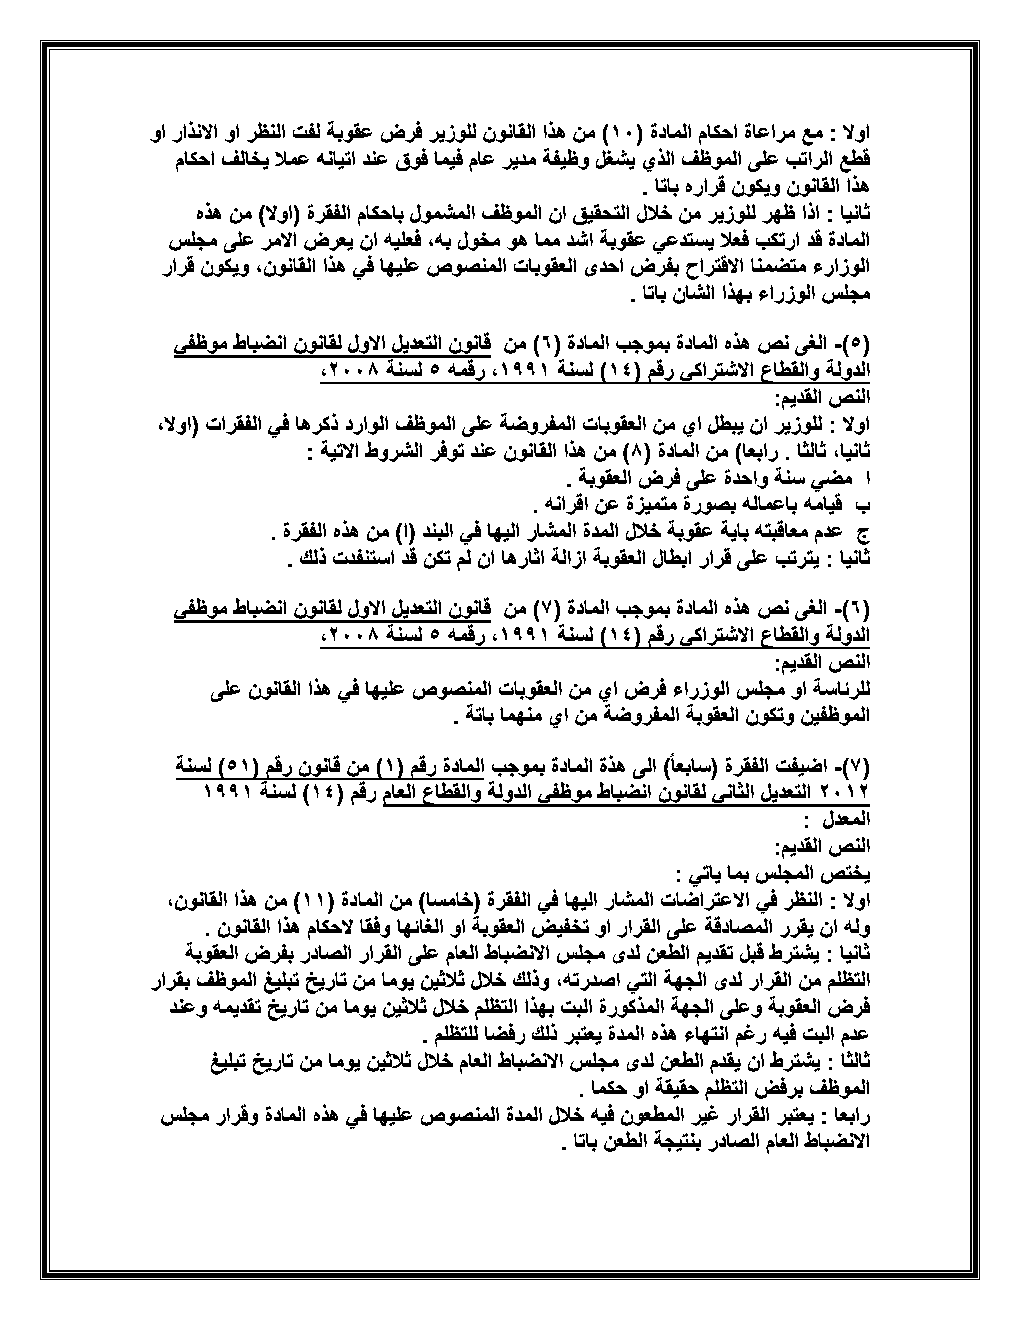 اولا : مع مراعاة احكام المادة (١٠) من هذا القانون للوزير فرض عقوبة لفت النظر او الانذار او
قطع الراتب على الموظف الذي يشغل وظيفة مدير عام فيما فوق عند اتيانه عملا يخالف احكام
هذا القانون ويكون قراره باتا .
ثانيا : اذا ظهر للوزير من خلال التحقيق ان الموظف المشمول باحكام الفقرة (اولا) من هذه
المادة قد ارتكب فعلا يستدعي عقوبة اشد مما هو مخول به، فعليه ان يعرض الامر على مجلس
الوزراء متضمنا الاقتراح بفرض احدى العقوبات المنصوص عليها في هذا القانون، ويكون قرار
مجلس الوزراء بهذا الشان باتا .
(٥)- الغى نص هذه المادة بموجب المادة (٦) من قانون التعديل الاول لقانون انضباط موظفي
الدولة والقطاع الاشتراكي رقم (١٤) لسنة ١٩٩١، رقمه ٥ لسنة ٢٠٠٨،
النص القديم:
اولا : للوزير ان يبطل اي من العقوبات المفروضة على الموظف الوارد ذكرها في الفقرات (اولا،
ثانيا، ثالثا . رابعا) من المادة (٨) من هذا القانون عند توفر الشروط الاتية :
ا مضي سنة واحدة على فرض العقوبة .
ب قيامه باعماله بصورة متميزة عن اقرانه .
ج عدم معاقبته باية عقوبة خلال المدة المشار اليها في البند (ا) من هذه الفقرة .
ثانيا : يترتب على قرار ابطال العقوبة ازالة اثارها ان لم تكن قد استنفدت ذلك .
(٦)- الغى نص هذه المادة بموجب المادة (٧) من قانون التعديل الاول لقانون انضباط موظفي
الدولة والقطاع الاشتراكي رقم (١٤) لسنة ١٩٩١، رقمه ٥ لسنة ٢٠٠٨،
النص القديم:
للرئاسة او مجلس الوزراء فرض اي من العقوبات المنصوص عليها في هذا القانون على
الموظفين وتكون العقوبة المفروضة من اي منهما باتة .
(٧)- اضيفت الفقرة (سابعاً) الى هذة المادة بموجب المادة رقم (١) من قانون رقم (٥١) لسنة
٢٠١٢ التعديل الثاني لقانون انضباط موظفي الدولة والقطاع العام رقم (١٤) لسنة ١٩٩١
المعدل :
النص القديم:
يختص المجلس بما ياتي :
اولا : النظر في الاعتراضات المشار اليها في الفقرة (خامسا) من المادة (١١) من هذا القانون،
وله ان يقرر المصادقة على القرار او تخفيض العقوبة او الغائها وفقا لاحكام هذا القانون .
ثانيا : يشترط قبل تقديم الطعن لدى مجلس الانضباط العام على القرار الصادر بفرض العقوبة
التظلم من القرار لدى الجهة التي اصدرته، وذلك خلال ثلاثين يوما من تاريخ تبليغ الموظف بقرار
فرض العقوبة وعلى الجهة المذكورة البت بهذا التظلم خلال ثلاثين يوما من تاريخ تقديمه وعند
عدم البت فيه رغم انتهاء هذه المدة يعتبر ذلك رفضا للتظلم .
ثالثا : يشترط ان يقدم الطعن لدى مجلس الانضباط العام خلال ثلاثين يوما من تاريخ تبليغ
الموظف برفض التظلم حقيقة او حكما .
رابعا : يعتبر القرار غير المطعون فيه خلال المدة المنصوص عليها في هذه المادة وقرار مجلس
الانضباط العام الصادر بنتيجة الطعن باتا .